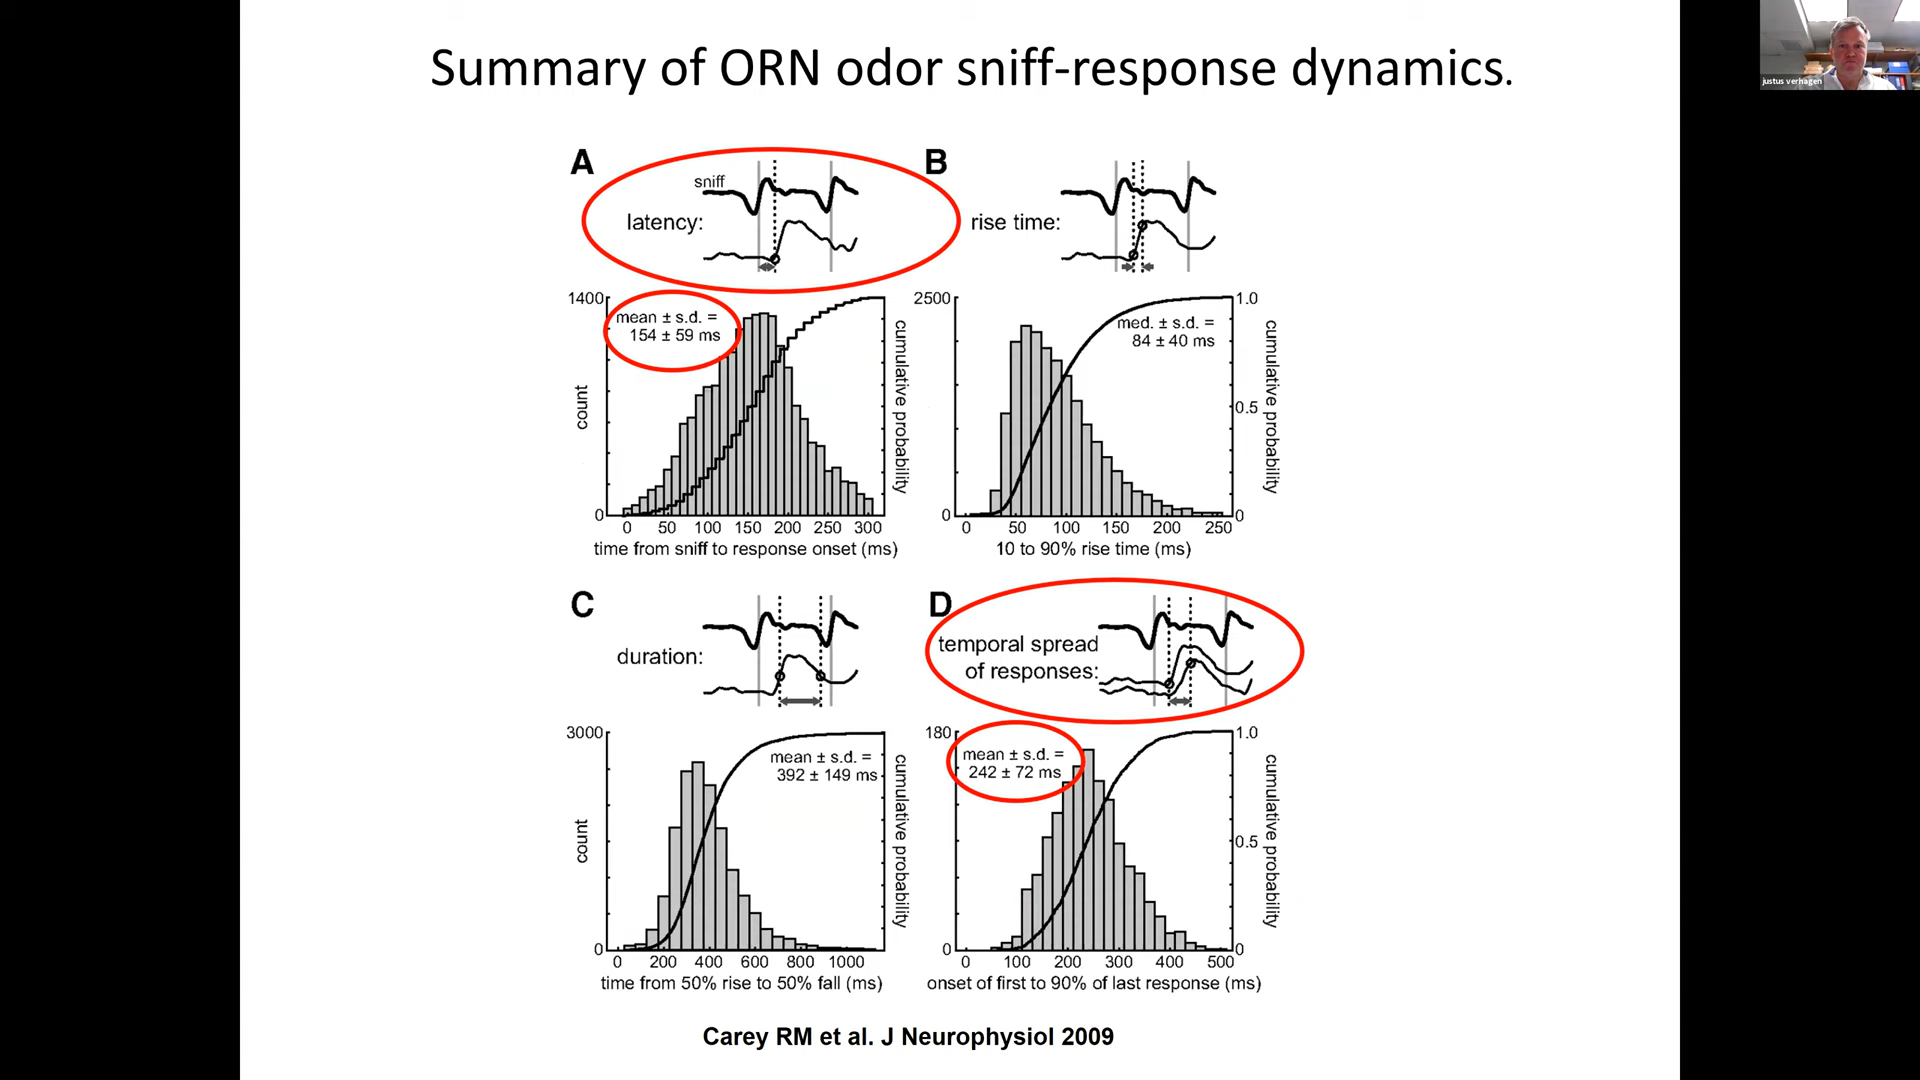 Summary of ORN odor sniff-response dynamics.
justus verhagen
A
sniff
latency:
1400
mean ± s.d. =
154 ± 59 ms
count
0
0 50 100 150 200 250 300
time from sniff to response onset (ms)
cumulative probability
B
rise time:
2500
med. ± s.d. =
84 ± 40 ms
1.0
0.5
0
0
0 50 100 150 200 250
10 to 90% rise time (ms)
cumulative probability
C
duration:
3000
mean ± s.d. =
392 ± 149 ms
count
0
0 200 400 600 800 1000
time from 50% rise to 50% fall (ms)
cumulative probability
D
temporal spread
of responses:
180
mean ± s.d. =
242 ± 72 ms
1.0
0.5
0
0
0 100 200 300 400 500
onset of first to 90% of last response (ms)
cumulative probability
Carey RM et al. J Neurophysiol 2009